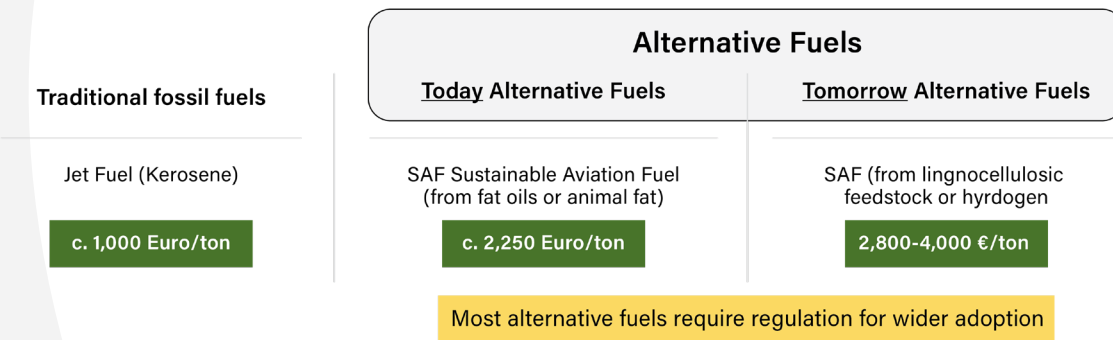 Alternative Fuels
Traditional fossil fuels
Today Alternative Fuels
Tomorrow Alternative Fuels
Jet Fuel (Kerosene)
SAF Sustainable Aviation Fuel
(from fat oils or animal fat)
SAF (from lingnocellulosic
feedstock or hyrdogen
c. 1,000 Euro/ton
c. 2,250 Euro/ton
2,800-4,000 €/ton
Most alternative fuels require regulation for wider adoption